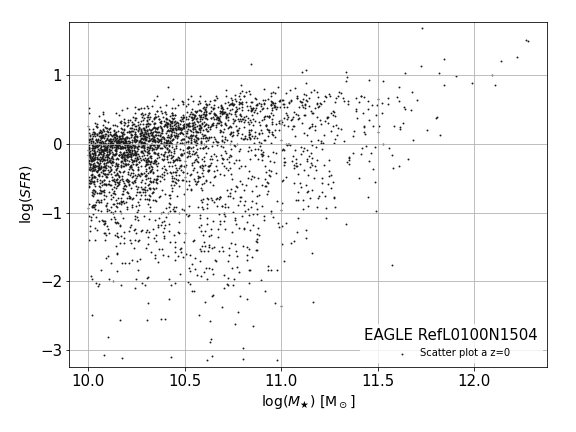 1
0
−1
−2
−3
log(SFR)
EAGLE RefL0100N1504
Scatter plot a z=0
10.0 10.5 11.0 11.5 12.0
log(M★) [M⊙]